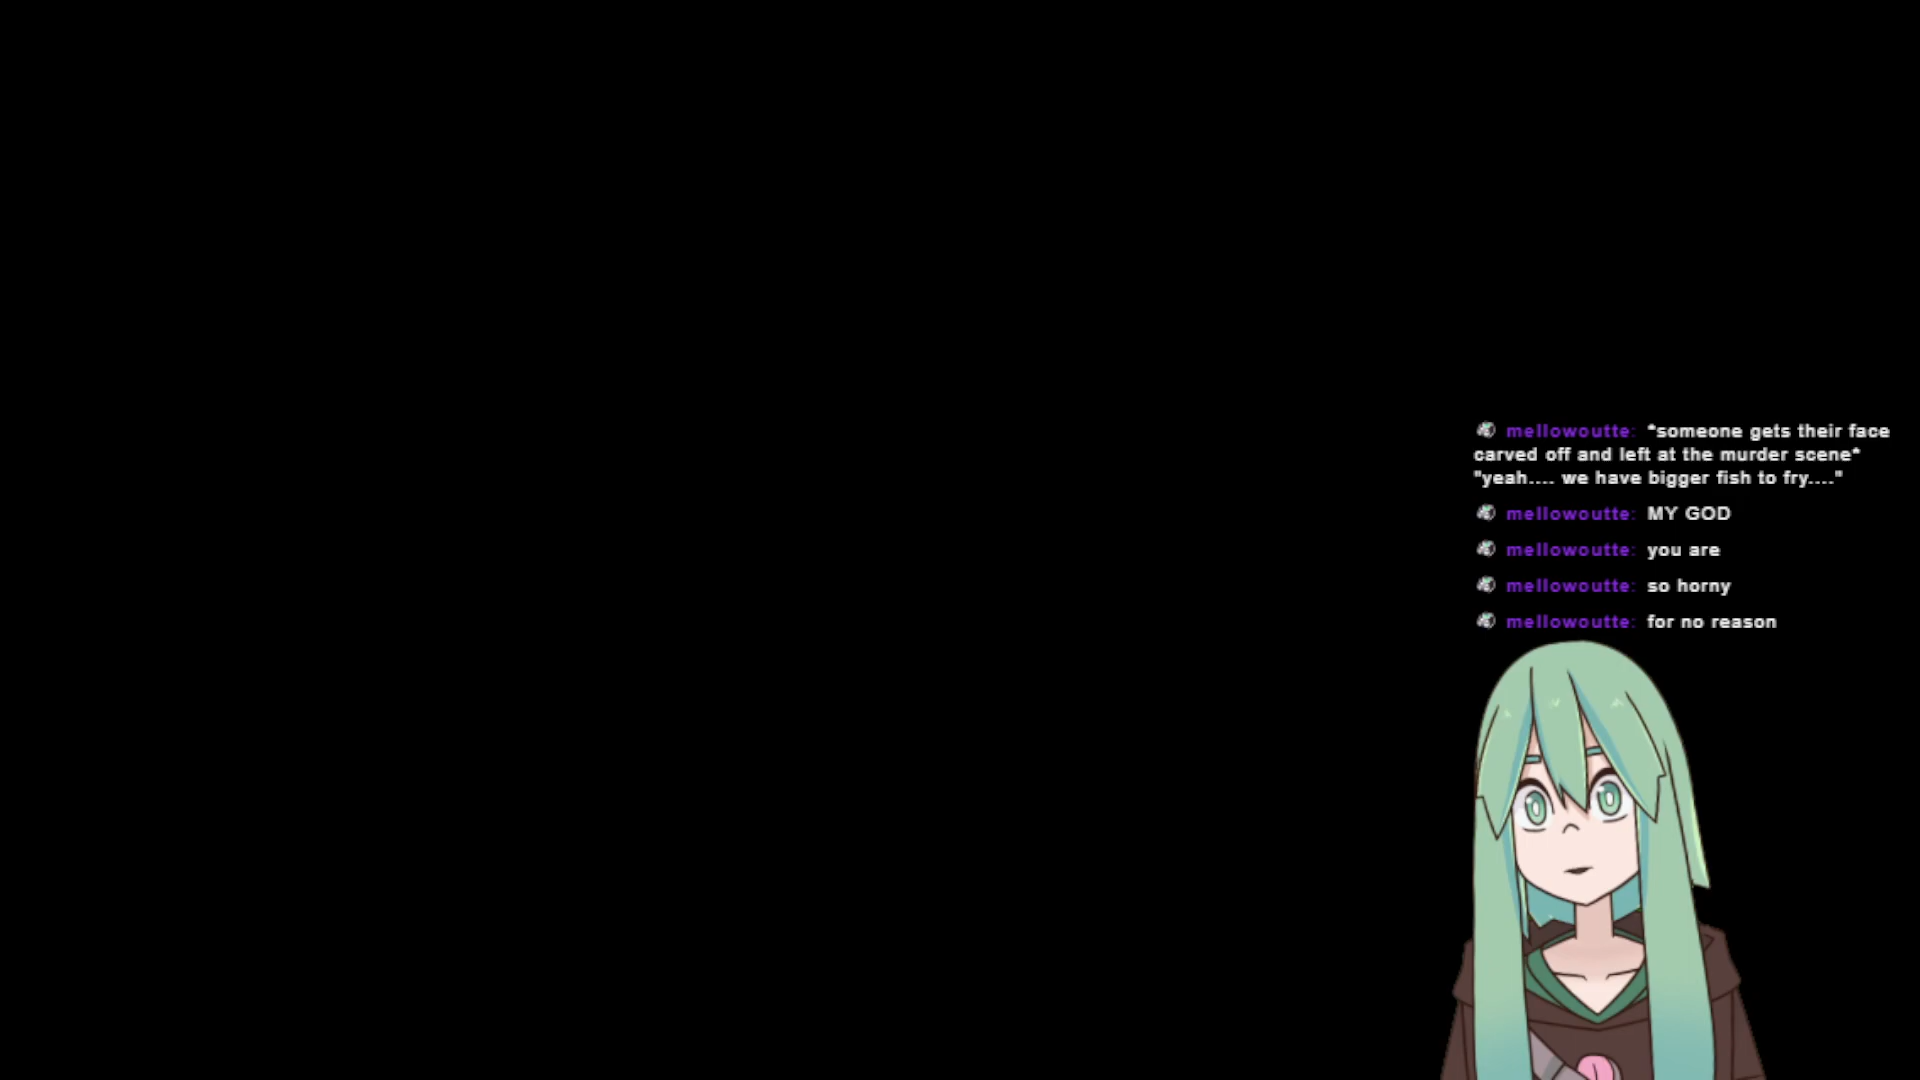 mellowoutte: *someone gets their face
carved off and left at the murder scene*
"yeah.... we have bigger fish to fry...."
mellowoutte: MY GOD
mellowoutte: you are
mellowoutte: so horny
mellowoutte: for no reason